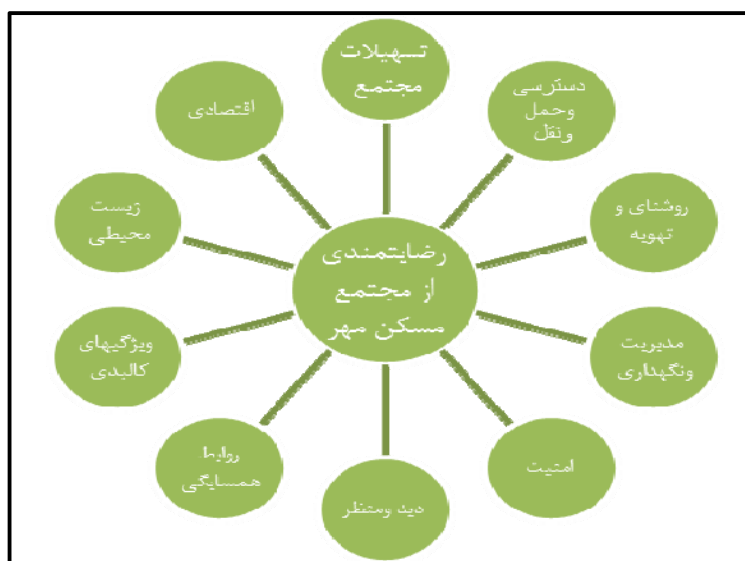 تسهیلات
مجتمع
دسترسی
وحمل
ونقل
روشنای و
تهویه
مدیریت
ونگهداری
امنیت
دید ومنظر
روابط
همسایگی
ویژگیهای
کالبدی
زیست
محیطی
اقتصادی
رضایتمندی
از مجتمع
مسکن مهر